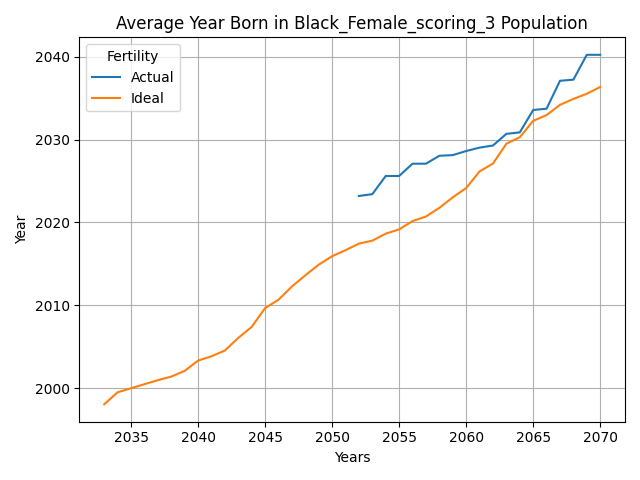 Average Year Born in Black_Female_scoring_3 Population
Fertility
Actual
Ideal
Year
2040
2030
2020
2010
2000
2035 2040 2045 2050 2055 2060 2065 2070
Years